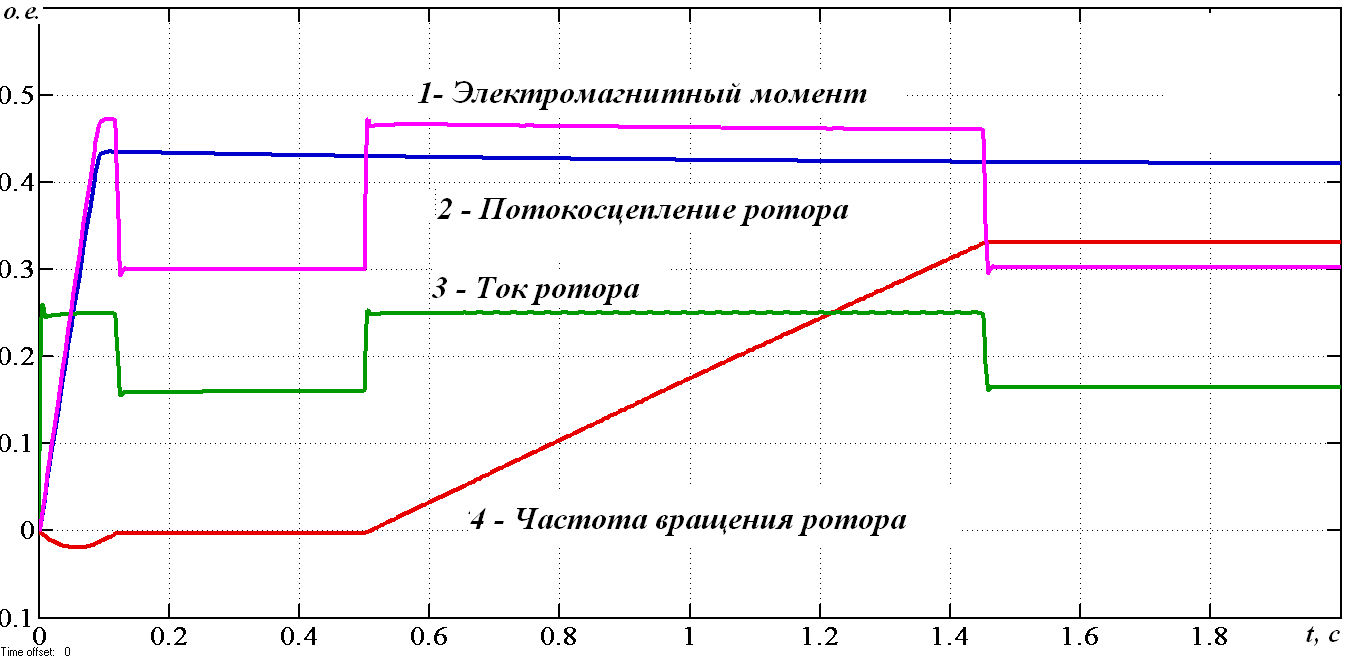 о. е.
0.5
1- Электромагнитный момент
0.4
2 - Потокосцепление ротора
0.3
3 - Ток ротора
0.2
0.1
4 - Частота вращения ротора
0
0.1
0 0.2 0.4 0.6 0.8 1 1.2 1.4 1.6 1.8 t, c
Time offset: 0